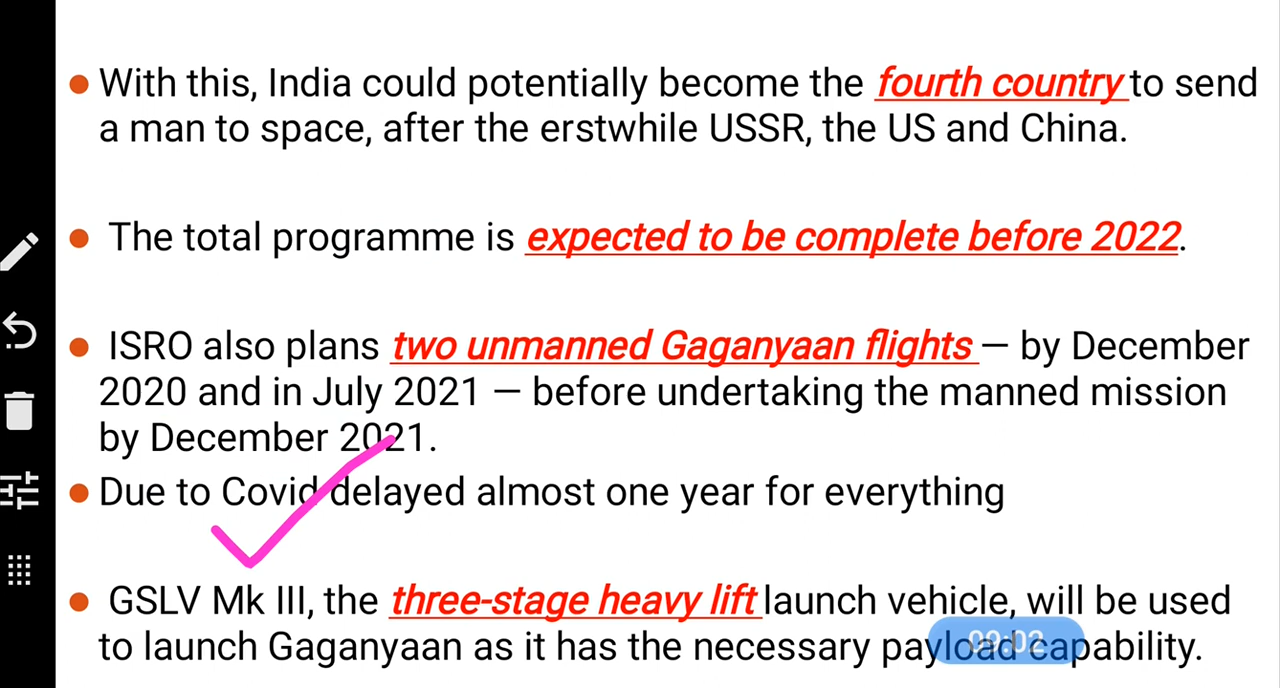 With this, India could potentially become the fourth country to send
a man to space, after the erstwhile USSR, the US and China.
The total programme is expected to be complete before 2022.
ISRO also plans two unmanned Gaganyaan flights — by December
2020 and in July 2021 — before undertaking the manned mission
by December 2021.
Due to Covid delayed almost one year for everything
GSLV Mk III, the three-stage heavy lift launch vehicle, will be used
to launch Gaganyaan as it has the necessary payload capability.
09:02